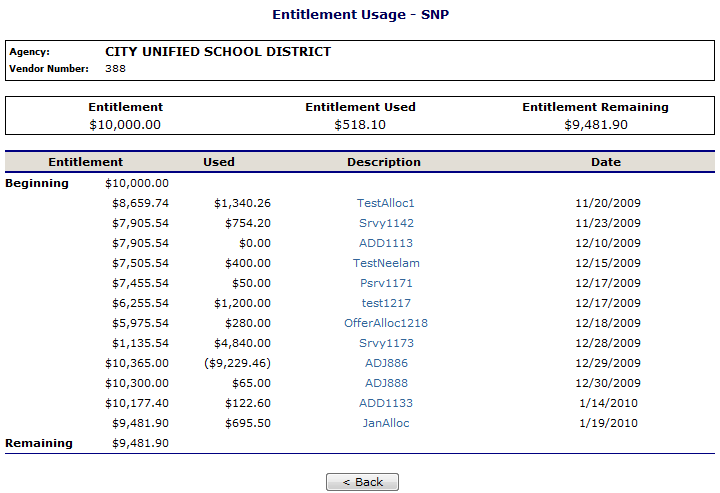 Entitlement Usage - SNP
Agency: CITY UNIFIED SCHOOL DISTRICT
Vendor Number: 388
Entitlement Entitlement Used Entitlement Remaining
$10,000.00 $518.10 $9,481.90
Entitlement Used Description Date
Beginning $10,000.00
$8,659.74 $1,340.26 TestAlloc1 11/20/2009
$7,905.54 $754.20 Srvy1142 11/23/2009
$7,905.54 $0.00 ADD1113 12/10/2009
$7,505.54 $400.00 TestNeelam 12/15/2009
$7,455.54 $50.00 Psrv1171 12/17/2009
$6,255.54 $1,200.00 test1217 12/17/2009
$5,975.54 $280.00 OfferAlloc1218 12/18/2009
$1,135.54 $4,840.00 Srvy1173 12/28/2009
$10,365.00 ($9,229.46) ADJ886 12/29/2009
$10,300.00 $65.00 ADJ888 12/30/2009
$10,177.40 $122.60 ADD1133 1/14/2010
$9,481.90 $695.50 JanAlloc 1/19/2010
Remaining $9,481.90
< Back